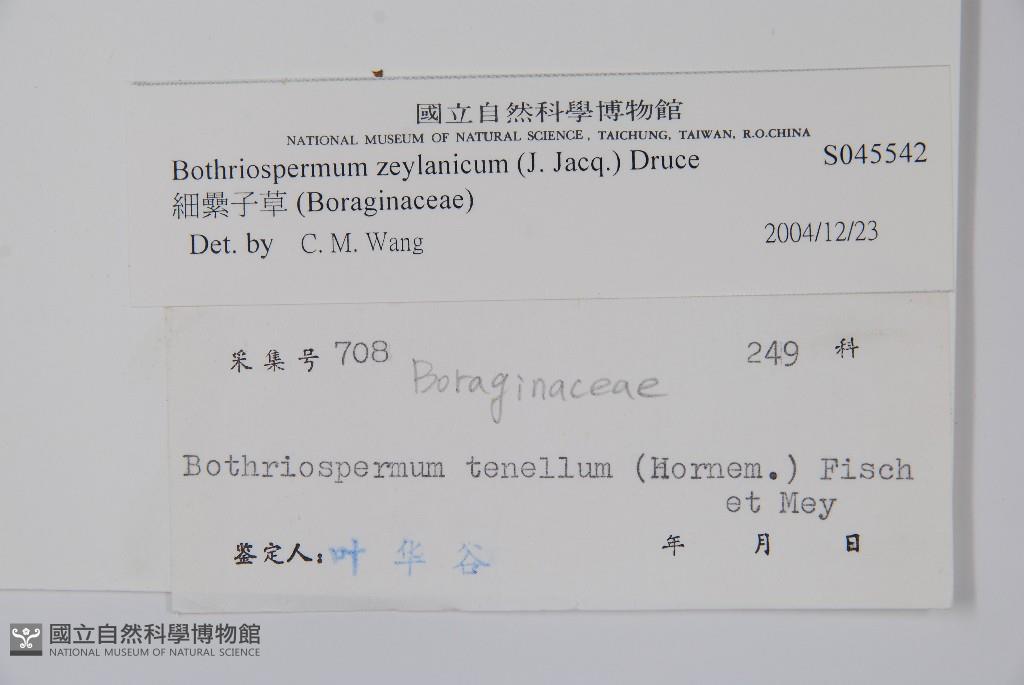 國立自然科學博物館
NATIONAL MUSEUM OF NATURAL SCIENCE, TAICHUNG, TAIWAN, R.O.CHINA
Bothriospermum zeylanicum (J. Jacq.) Druce S045542
細纍子草 (Boraginaceae)
Det. by C. M. Wang 2004/12/23
采集号 708 249 科
Boraginaceae
Bothriospermum tenellum (Hornem.) Fisch
et Mey
鉴定人: 叶华谷 年 月 日
國立自然科學博物館
NATIONAL MUSEUM OF NATURAL SCIENCE